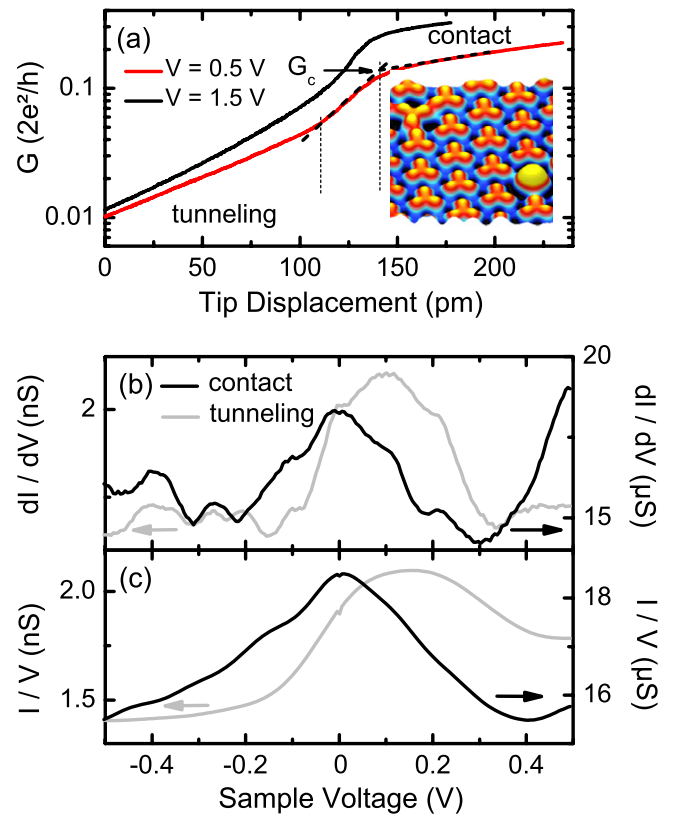 (a)
contact
V = 0.5 V
V = 1.5 V
Gc
0.1
0.01
G (2e²/h)
tunneling
0 50 100 150 200
Tip Displacement (pm)
(b)
contact
tunneling
2
dI / dV (nS)
20
15
dI / dV (µS)
(c)
2.0
1.5
I / V (nS)
18
16
I / V (µS)
-0.4 -0.2 0 0.2 0.4
Sample Voltage (V)